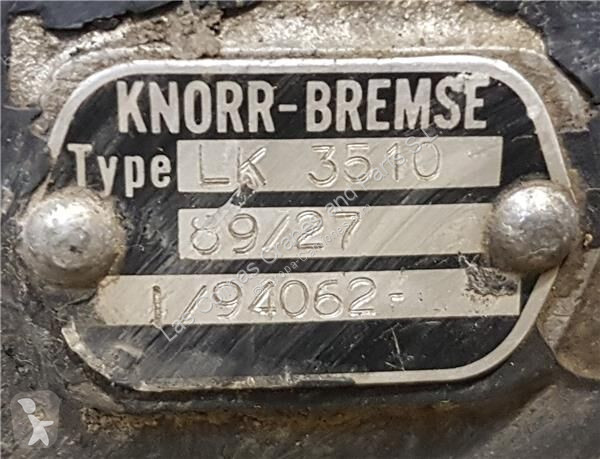 KNORR-BREMSE
Type LK 3510
89/27
I/94062-